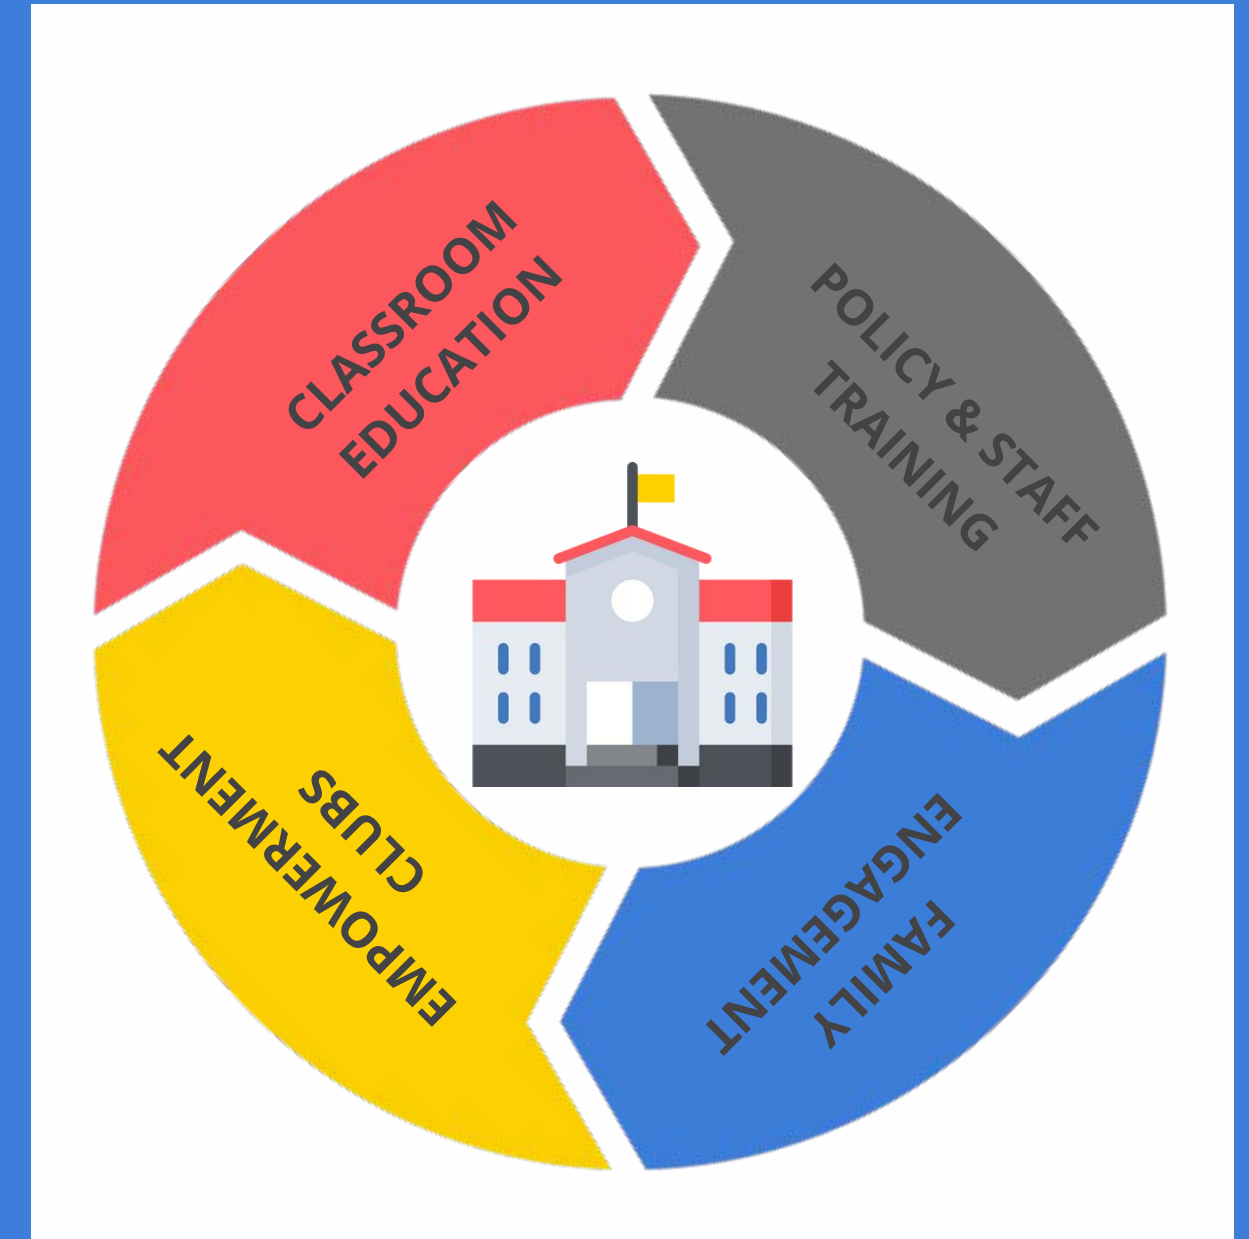 CLASSROOM
EDUCATION
POLICY & STAFF
TRAINING
FAMILY
ENGAGEMENT
EMPOWERMENT
CLUBS